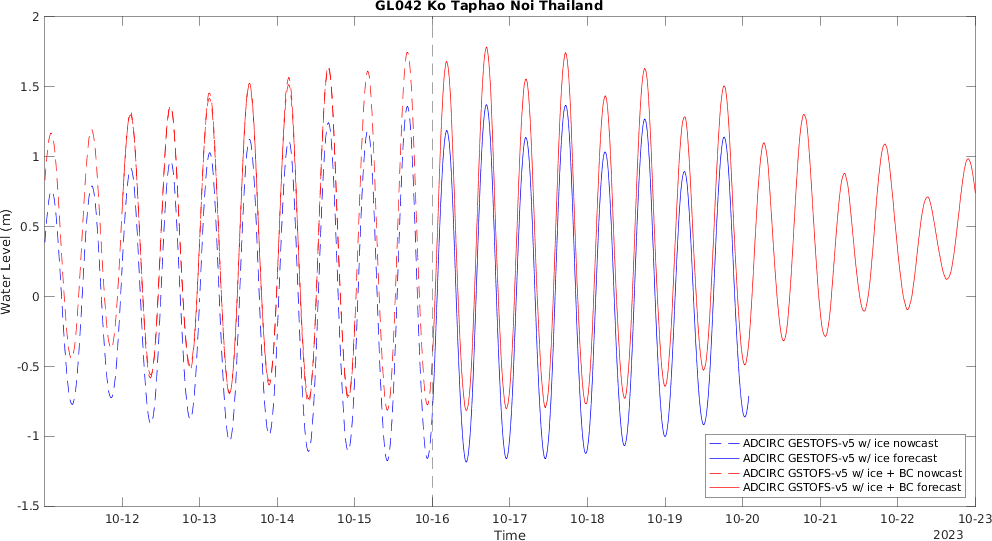 GL042 Ko Taphao Noi Thailand
2
1.5
1
0.5
0
-0.5
-1
-1.5
Water Level (m)
ADCIRC GESTOFS-v5 w/ ice nowcast
ADCIRC GESTOFS-v5 w/ ice forecast
ADCIRC GSTOFS-v5 w/ ice + BC nowcast
ADCIRC GSTOFS-v5 w/ ice + BC forecast
10-12 10-13 10-14 10-15 10-16 10-17 10-18 10-19 10-20 10-21 10-22 10-23
Time
2023